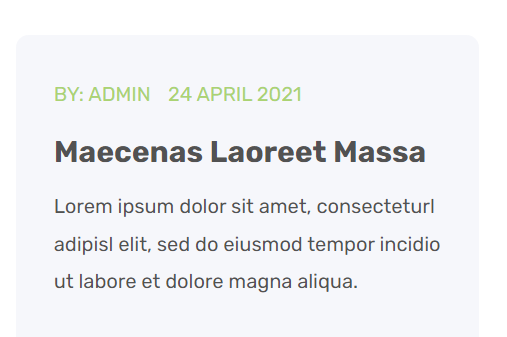 BY: ADMIN 24 APRIL 2021
Maecenas Laoreet Massa
Lorem ipsum dolor sit amet, consecteturl
adipisl elit, sed do eiusmod tempor incidio
ut labore et dolore magna aliqua.